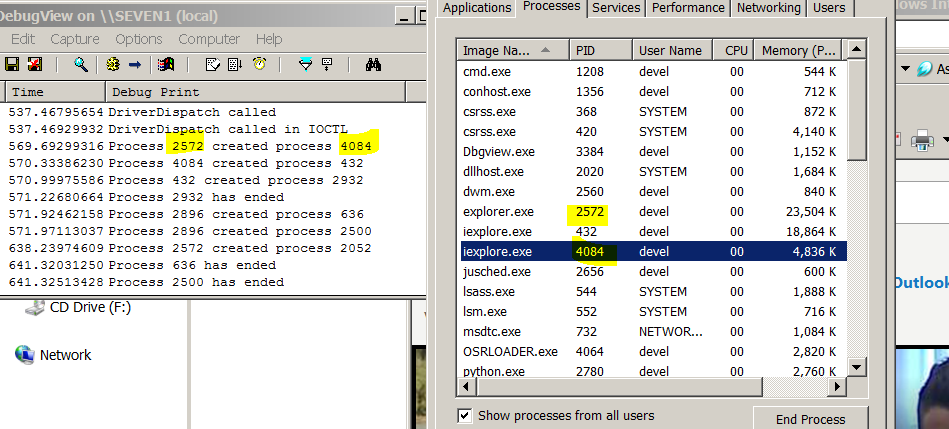 DebugView on \\SEVEN1 (local)
Edit Capture Options Computer Help
Time Debug Print
537.46795654 DriverDispatch called
537.46929932 DriverDispatch called in IOCTL
569.69299316 Process 2572 created process 4084
570.33386230 Process 4084 created process 432
570.99975586 Process 432 created process 2932
571.22680664 Process 2932 has ended
571.92462158 Process 2896 created process 636
571.97113037 Process 2896 created process 2500
638.23974609 Process 2572 created process 2052
641.32031250 Process 636 has ended
641.32513428 Process 2500 has ended
CD Drive (F:)
Network
Applications Processes Services Performance Networking Users
Image Na... PID User Name CPU Memory (P...
cmd.exe 1208 devel 00 544 K
conhost.exe 1356 devel 00 712 K
csrss.exe 368 SYSTEM 00 872 K
csrss.exe 420 SYSTEM 00 4,140 K
Dbgview.exe 3384 devel 00 1,152 K
dllhost.exe 2020 SYSTEM 00 1,684 K
dwm.exe 2560 devel 00 840 K
explorer.exe 2572 devel 00 23,504 K
iexplore.exe 432 devel 00 18,864 K
iexplore.exe 4084 devel 00 4,836 K
jusched.exe 2656 devel 00 600 K
lsass.exe 544 SYSTEM 00 1,888 K
lsm.exe 552 SYSTEM 00 716 K
msdtc.exe 732 NETWOR... 00 1,084 K
OSRLOADER.exe 4064 devel 00 2,820 K
python.exe 2780 devel 00 2,760 K
Show processes from all users
End Process
dows Int
As
Outlook